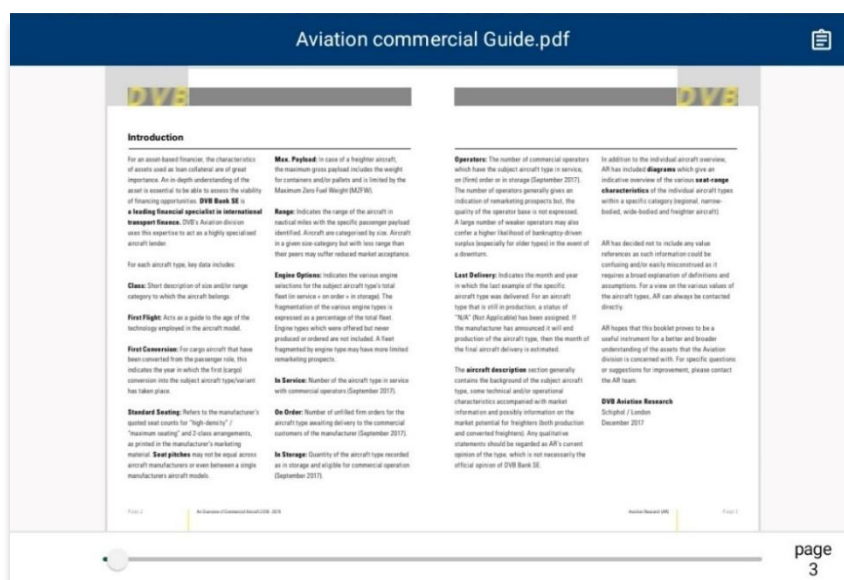 Aviation commercial Guide.pdf
DVB
DVB
Introduction
For an asset-based financier, the characteristics
of assets used as loan collateral are of great
importance. An in-depth understanding of the
asset is essential to be able to assess the viability
of financing opportunities. DVB Bank SE is
a leading financial specialist in international
transport finance. DVB's Aviation division
uses this expertise to act as a highly specialised
aircraft lender.
For each aircraft type, key data includes:
Class: Short description of size and/or range
category to which the aircraft belongs.
First Flight: Acts as a guide to the age of the
technology employed in the aircraft model.
First Conversion: For cargo aircraft that have
been converted from the passenger role, this
indicates the year in which the first (cargo)
conversion into the subject aircraft type/variant
has taken place.
Standard Seating: Refers to the manufacturer's
quoted seat counts for "high-density" /
"maximum seating" and 2-class arrangements,
as printed in the manufacturer's marketing
material. Seat pitches may not be equal across
aircraft manufacturers or even between a single
manufacturers aircraft models.
Max. Payload: In case of a freighter aircraft,
the maximum gross payload includes the weight
for containers and/or pallets and is limited by the
Maximum Zero Fuel Weight (MZFW).
Range: Indicates the range of the aircraft in
nautical miles with the specific passenger payload
identified. Aircraft are categorised by size. Aircraft
in a given size-category but with less range than
their peers may suffer reduced market acceptance.
Engine Options: Indicates the various engine
selections for the subject aircraft type's total
fleet (in service + on order + in storage). The
fragmentation of the various engine types is
expressed as a percentage of the total fleet.
Engine types which were offered but never
produced or ordered are not included. A fleet
fragmented by engine type may have more limited
remarketing prospects.
In Service: Number of the aircraft type in service
with commercial operators (September 2017).
On Order: Number of unfilled firm orders for the
aircraft type awaiting delivery to the commercial
customers of the manufacturer (September 2017).
In Storage: Quantity of the aircraft type recorded
as in storage and eligible for commercial operation
(September 2017).
Operators: The number of commercial operators
which have the subject aircraft type in service,
on (firm) order or in storage (September 2017).
The number of operators generally gives an
indication of remarketing prospects but, the
quality of the operator base is not expressed.
A large number of weaker operators may also
confer a higher likelihood of bankruptcy-driven
surplus (especially for older types) in the event of
a downturn.
Last Delivery: Indicates the month and year
in which the last example of the specific
aircraft type was delivered. For an aircraft
type that is still in production, a status of
"N/A" (Not Applicable) has been assigned. If
the manufacturer has announced it will end
production of the aircraft type, then the month of
the final aircraft delivery is estimated.
The aircraft description section generally
contains the background of the subject aircraft
type, some technical and/or operational
characteristics accompanied with market
information and possibly information on the
market potential for freighters (both production
and converted freighters). Any qualitative
statements should be regarded as AR's current
opinion of the type, which is not necessarily the
official opinion of DVB Bank SE.
In addition to the individual aircraft overview,
AR has included diagrams which give an
indicative overview of the various seat-range
characteristics of the individual aircraft types
within a specific category (regional, narrow-
bodied, wide-bodied and freighter aircraft).
AR has decided not to include any value
references as such information could be
confusing and/or easily misconstrued as it
requires a broad explanation of definitions and
assumptions. For a view on the various values of
the aircraft types, AR can always be contacted
directly.
AR hopes that this booklet proves to be a
useful instrument for a better and broader
understanding of the assets that the Aviation
division is concerned with. For specific questions
or suggestions for improvement, please contact
the AR team.
DVB Aviation Research
Schiphol / London
December 2017
Page 2
An Overview of Commercial Aircraft 2018 - 2019
Aviation Research (AR)
Page 3
page
3